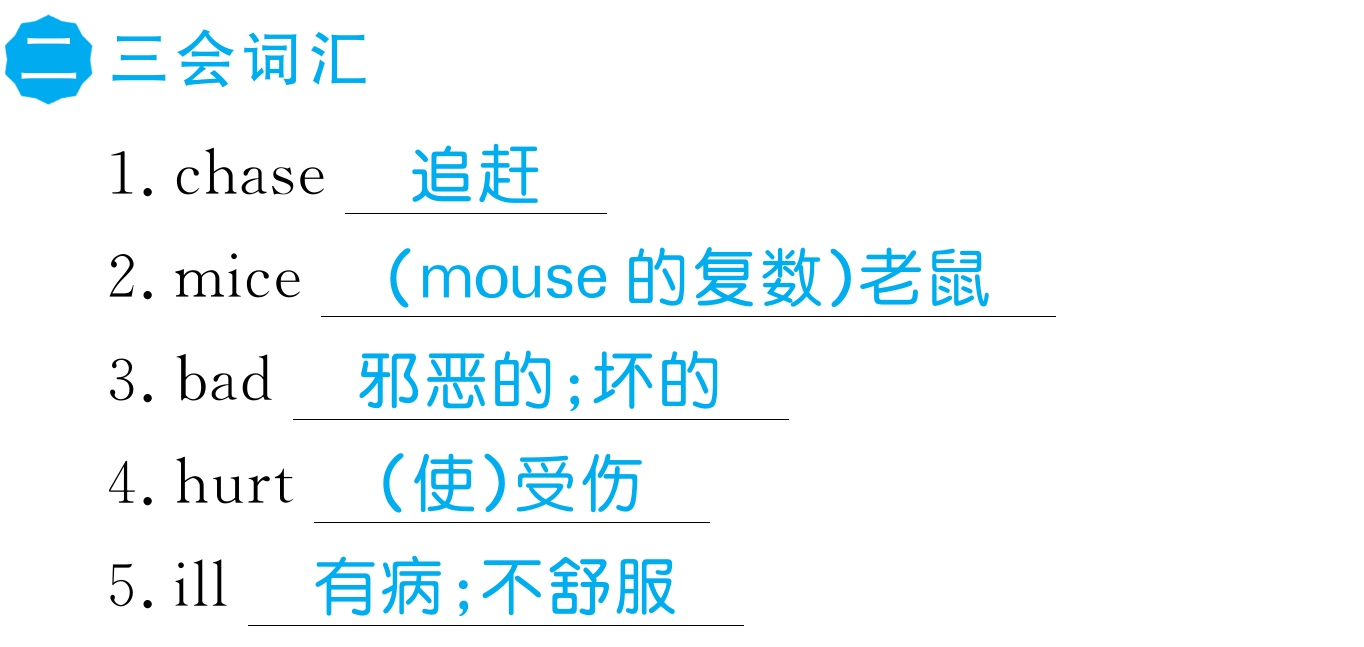 二 三会词汇
1. chase 追赶
2. mice (mouse 的复数)老鼠
3. bad 邪恶的;坏的
4. hurt (使)受伤
5. ill 有病;不舒服